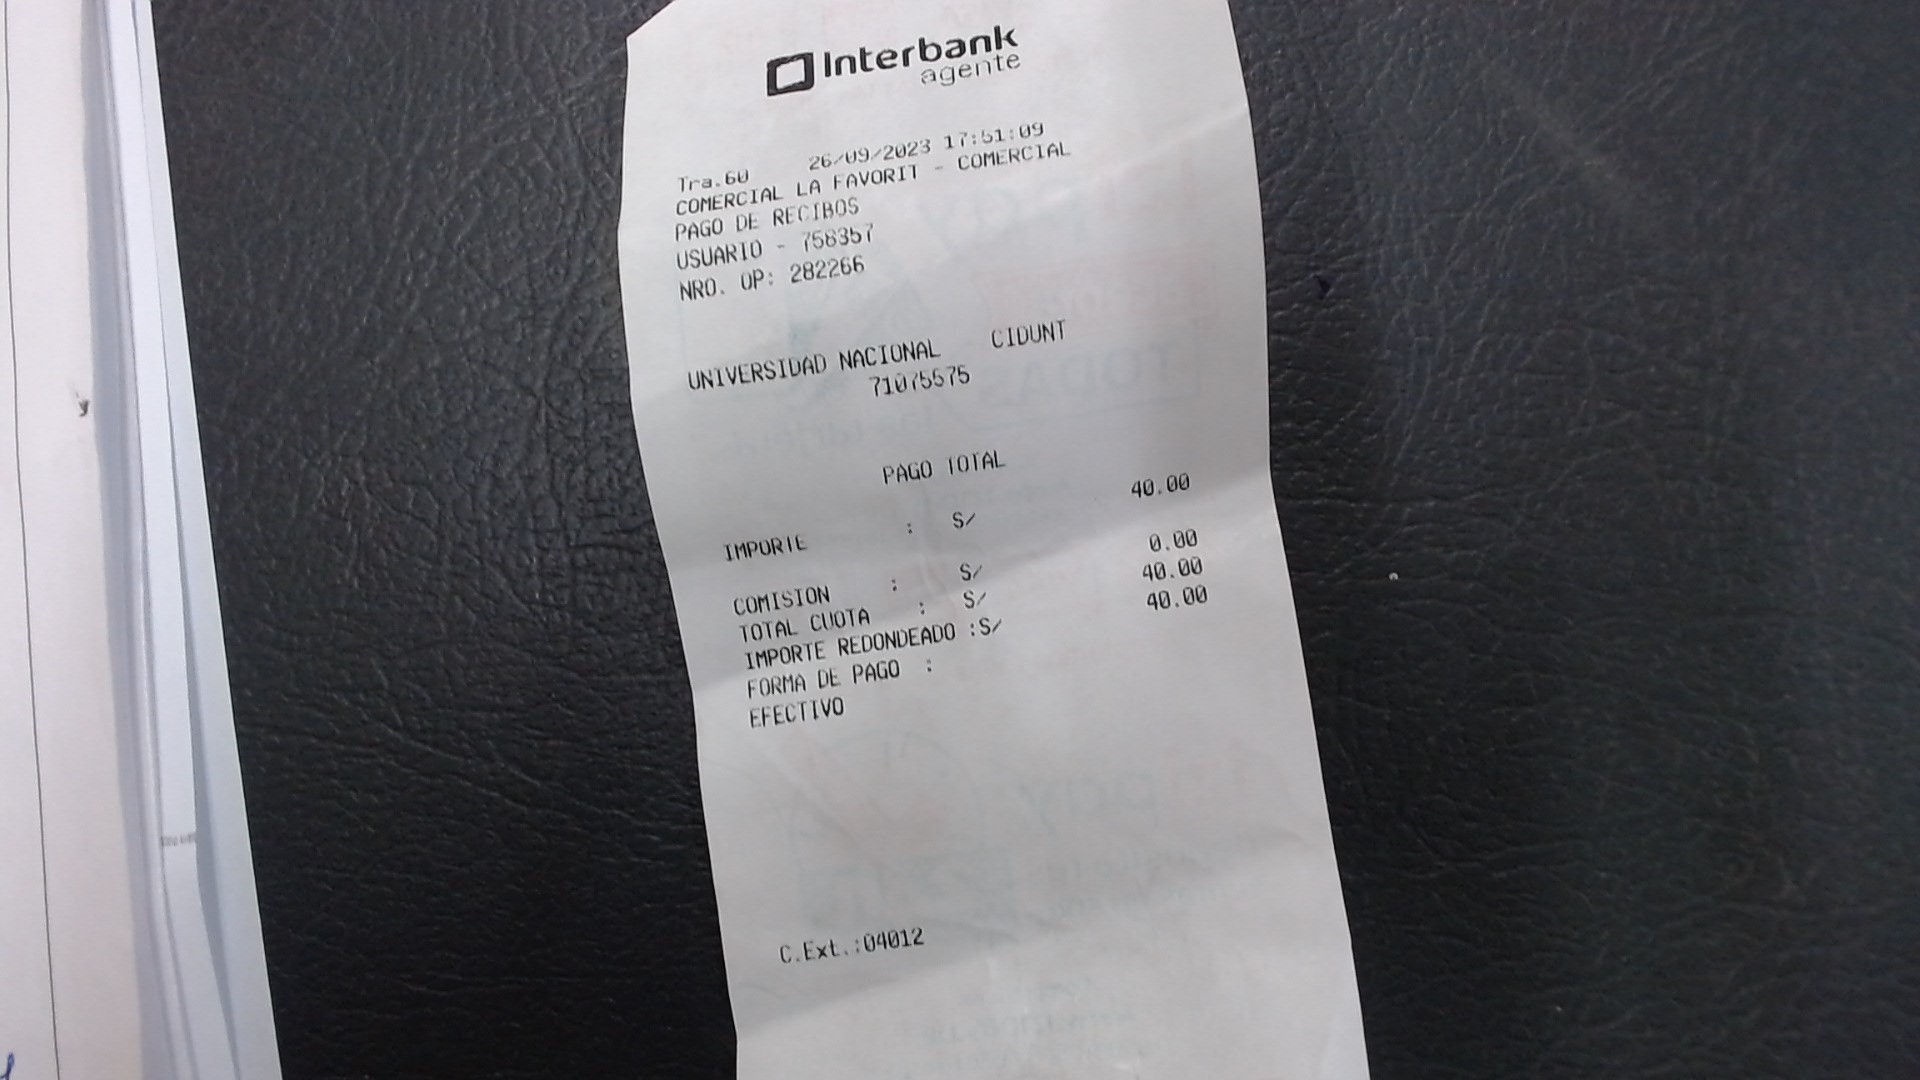 Interbank
agente
Tra.60 26/09/2023 17:51:09
COMERCIAL LA FAVORIT - COMERCIAL
PAGO DE RECIBOS
USUARIO - 758357
NRO. OP: 282266
UNIVERSIDAD NACIONAL CIDUNT
71075575
PAGO TOTAL
IMPORTE : S/ 40.00
COMISION : S/ 0.00
TOTAL CUOTA : S/ 40.00
IMPORTE REDONDEADO :S/ 40.00
FORMA DE PAGO :
EFECTIVO
C.Ext.:04012